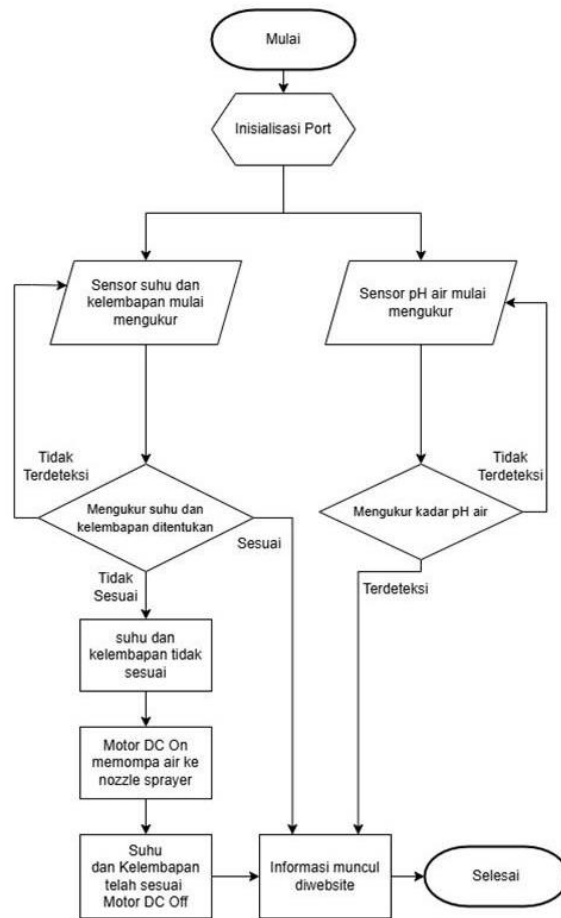 Mulai
Inisialisasi Port
Sensor suhu dan
kelembapan mulai
mengukur
Sensor pH air mulai
mengukur
Tidak
Terdeteksi
Mengukur suhu dan
kelembapan ditentukan
Sesuai
Tidak
Sesuai
Mengukur kadar pH air
Tidak
Terdeteksi
Terdeteksi
suhu dan
kelembapan tidak
sesuai
Motor DC On
memompa air ke
nozzle sprayer
Suhu
dan Kelembapan
telah sesuai
Motor DC Off
Informasi muncul
diwebsite
Selesai